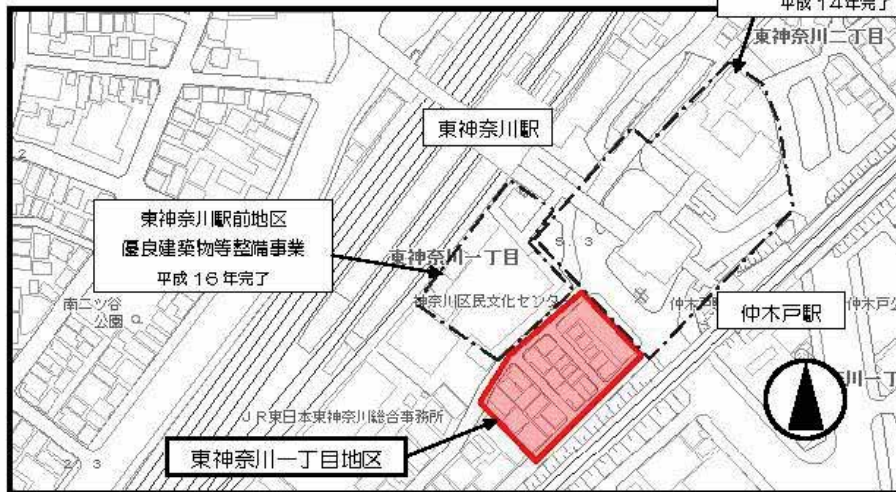 平成14年完了
東神奈川二丁目
東神奈川駅
東神奈川駅前地区
優良建築物等整備事業
平成16年完了
東神奈川一丁目
神奈川区民文化センタ
南二ツ谷
公園
仲木戸駅
JR東日本東神奈川総合事務所
東神奈川一丁目地区